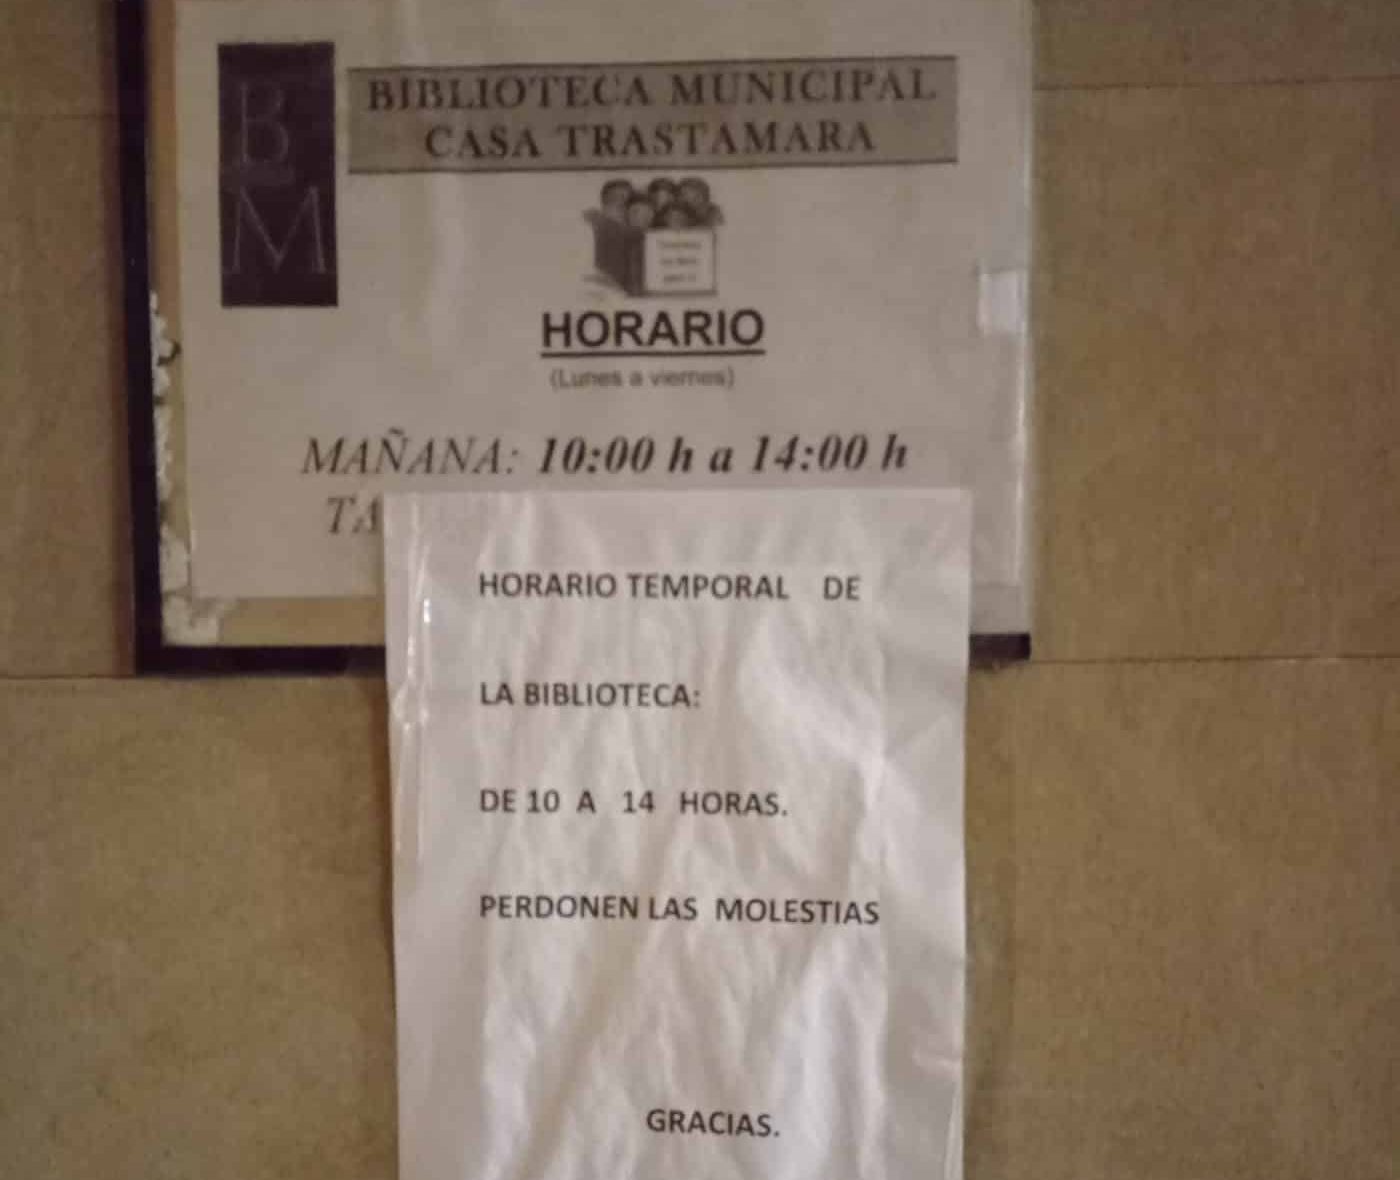 B
M
BIBLIOTECA MUNICIPAL
CASA TRASTAMARA
HORARIO
(Lunes a viernes)
MAÑANA: 10:00 h a 14:00 h
TA
HORARIO TEMPORAL DE
LA BIBLIOTECA:
DE 10 A 14 HORAS.
PERDONEN LAS MOLESTIAS
GRACIAS.